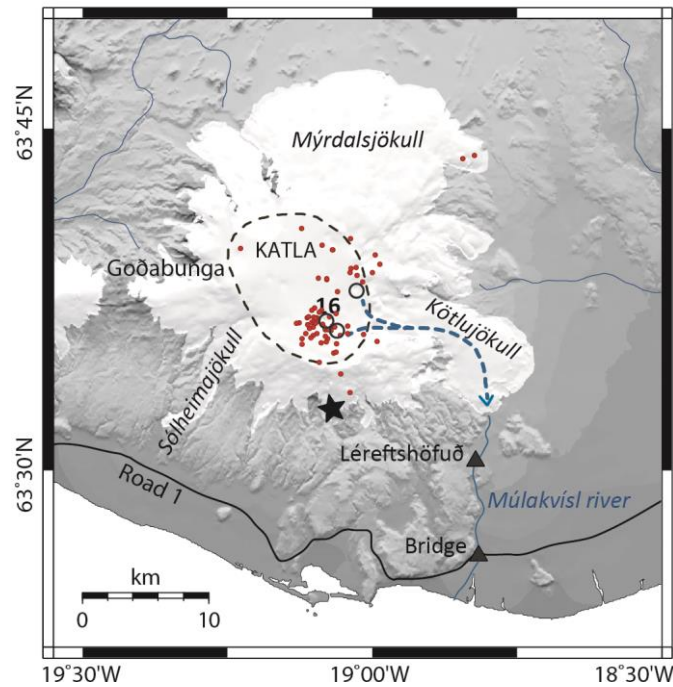 63°45'N
Mýrdalsjökull
KATLA
Goðabunga
16
Kötlujökull
Sólheimajökull
Léreftshöfuð
63°30'N
Road 1
Múlakvísl river
Bridge
km
0 10
19°30'W 19°00'W 18°30'W